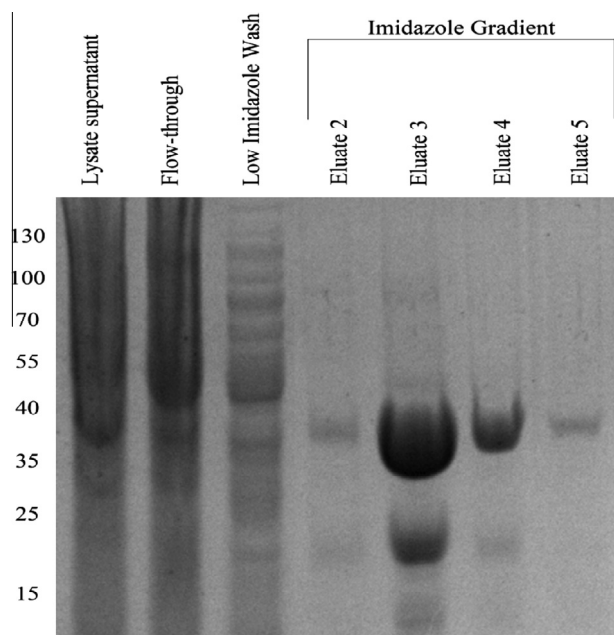 Imidazole Gradient
Lysate supernatant
Flow-through
Low Imidazole Wash
Eluate 2
Eluate 3
Eluate 4
Eluate 5
130
100
70
55
40
35
25
15